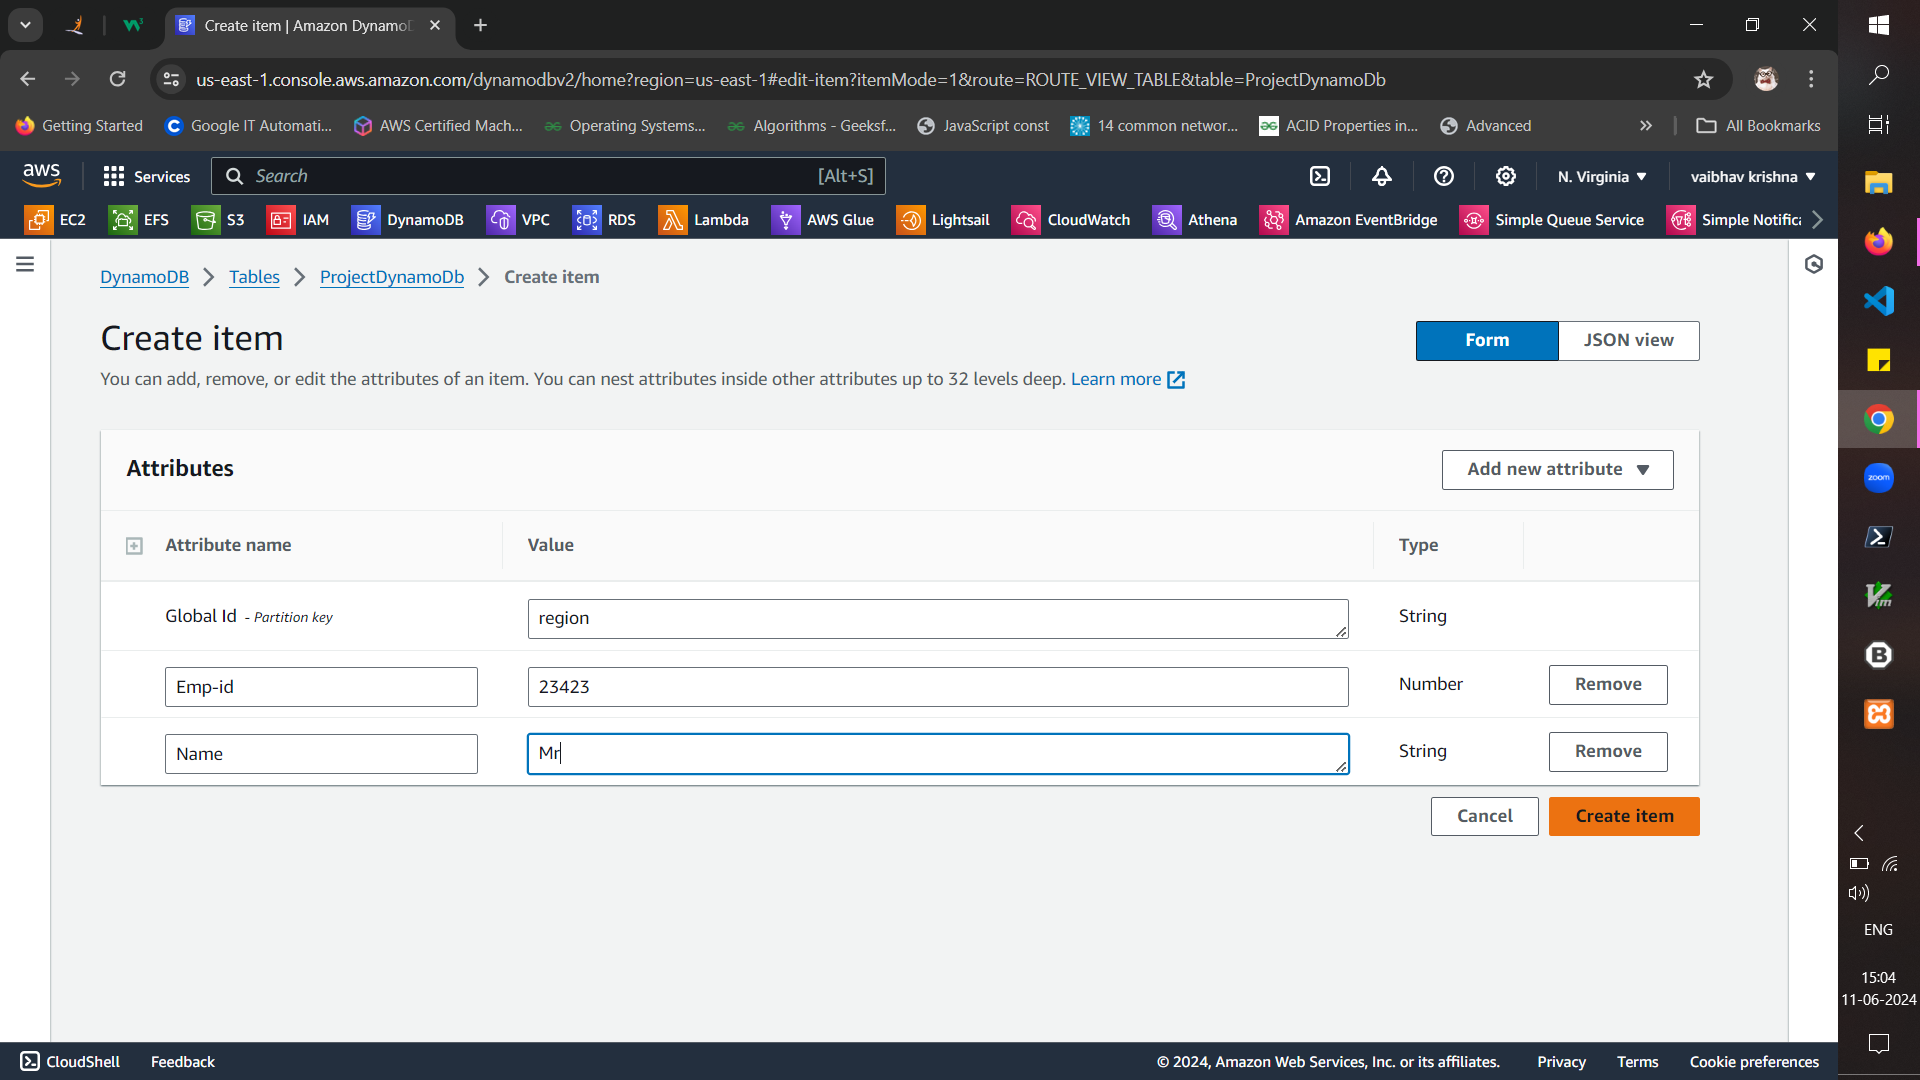 Create item | Amazon DynamoD
us-east-1.console.aws.amazon.com/dynamodbv2/home?region=us-east-1#edit-item?itemMode=1&route=ROUTE_VIEW_TABLE&table=ProjectDynamoDb
Getting Started Google IT Automati... AWS Certified Mach... Operating Systems... Algorithms - Geeksf... JavaScript const 14 common networ... ACID Properties in... Advanced » All Bookmarks
aws Services Search [Alt+S] N. Virginia vaibhav krishna
EC2 EFS S3 IAM DynamoDB VPC RDS Lambda AWS Glue Lightsail CloudWatch Athena Amazon EventBridge Simple Queue Service Simple Notifica
DynamoDB Tables ProjectDynamoDb Create item
Create item
Form JSON view
You can add, remove, or edit the attributes of an item. You can nest attributes inside other attributes up to 32 levels deep. Learn more
Attributes
Add new attribute
Attribute name Value Type
Global Id - Partition key region String
Emp-id 23423 Number Remove
Name Mr String Remove
Cancel Create item
zoom
Vim
B
ENG
15:04
11-06-2024
CloudShell Feedback © 2024, Amazon Web Services, Inc. or its affiliates. Privacy Terms Cookie preferences